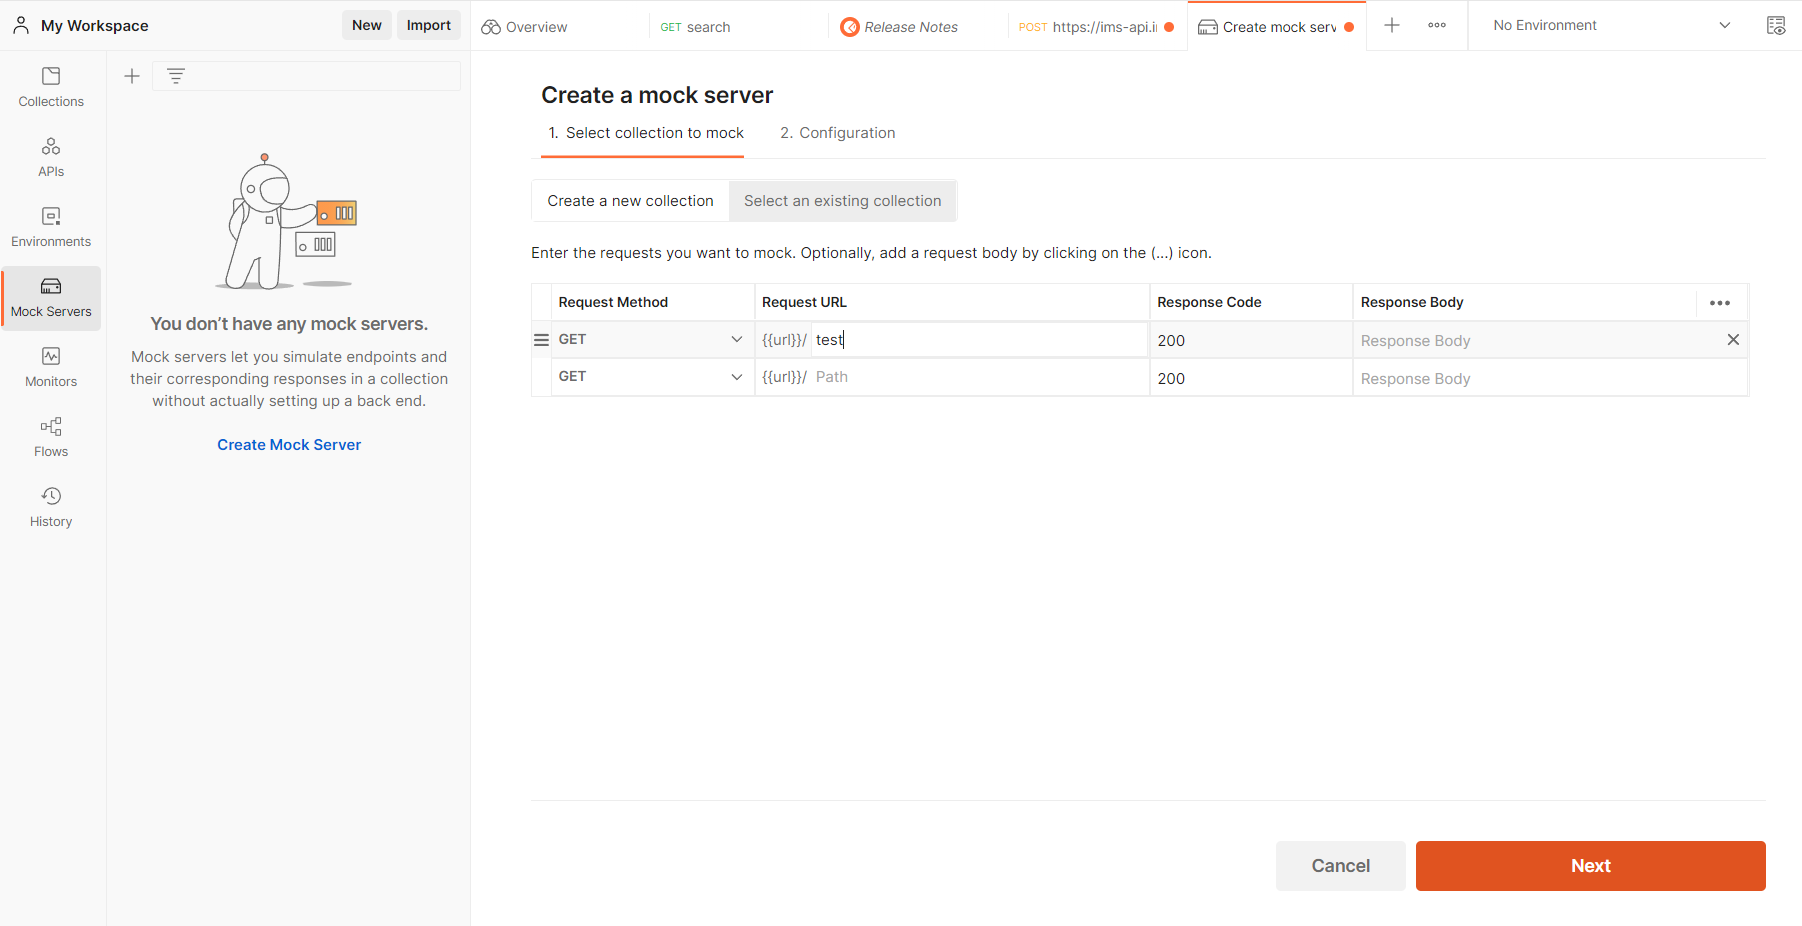 My Workspace
New
Import
Overview
GET search
Release Notes
POST https://ims-api.i
Create mock serv
No Environment
Collections
APIs
Environments
Mock Servers
Monitors
Flows
History
You don't have any mock servers.
Mock servers let you simulate endpoints and
their corresponding responses in a collection
without actually setting up a back end.
Create Mock Server
Create a mock server
1. Select collection to mock
2. Configuration
Create a new collection
Select an existing collection
Enter the requests you want to mock. Optionally, add a request body by clicking on the (...) icon.
Request Method Request URL Response Code Response Body
GET {{url}}/ test 200 Response Body
GET {{url}}/ Path 200 Response Body
Cancel
Next